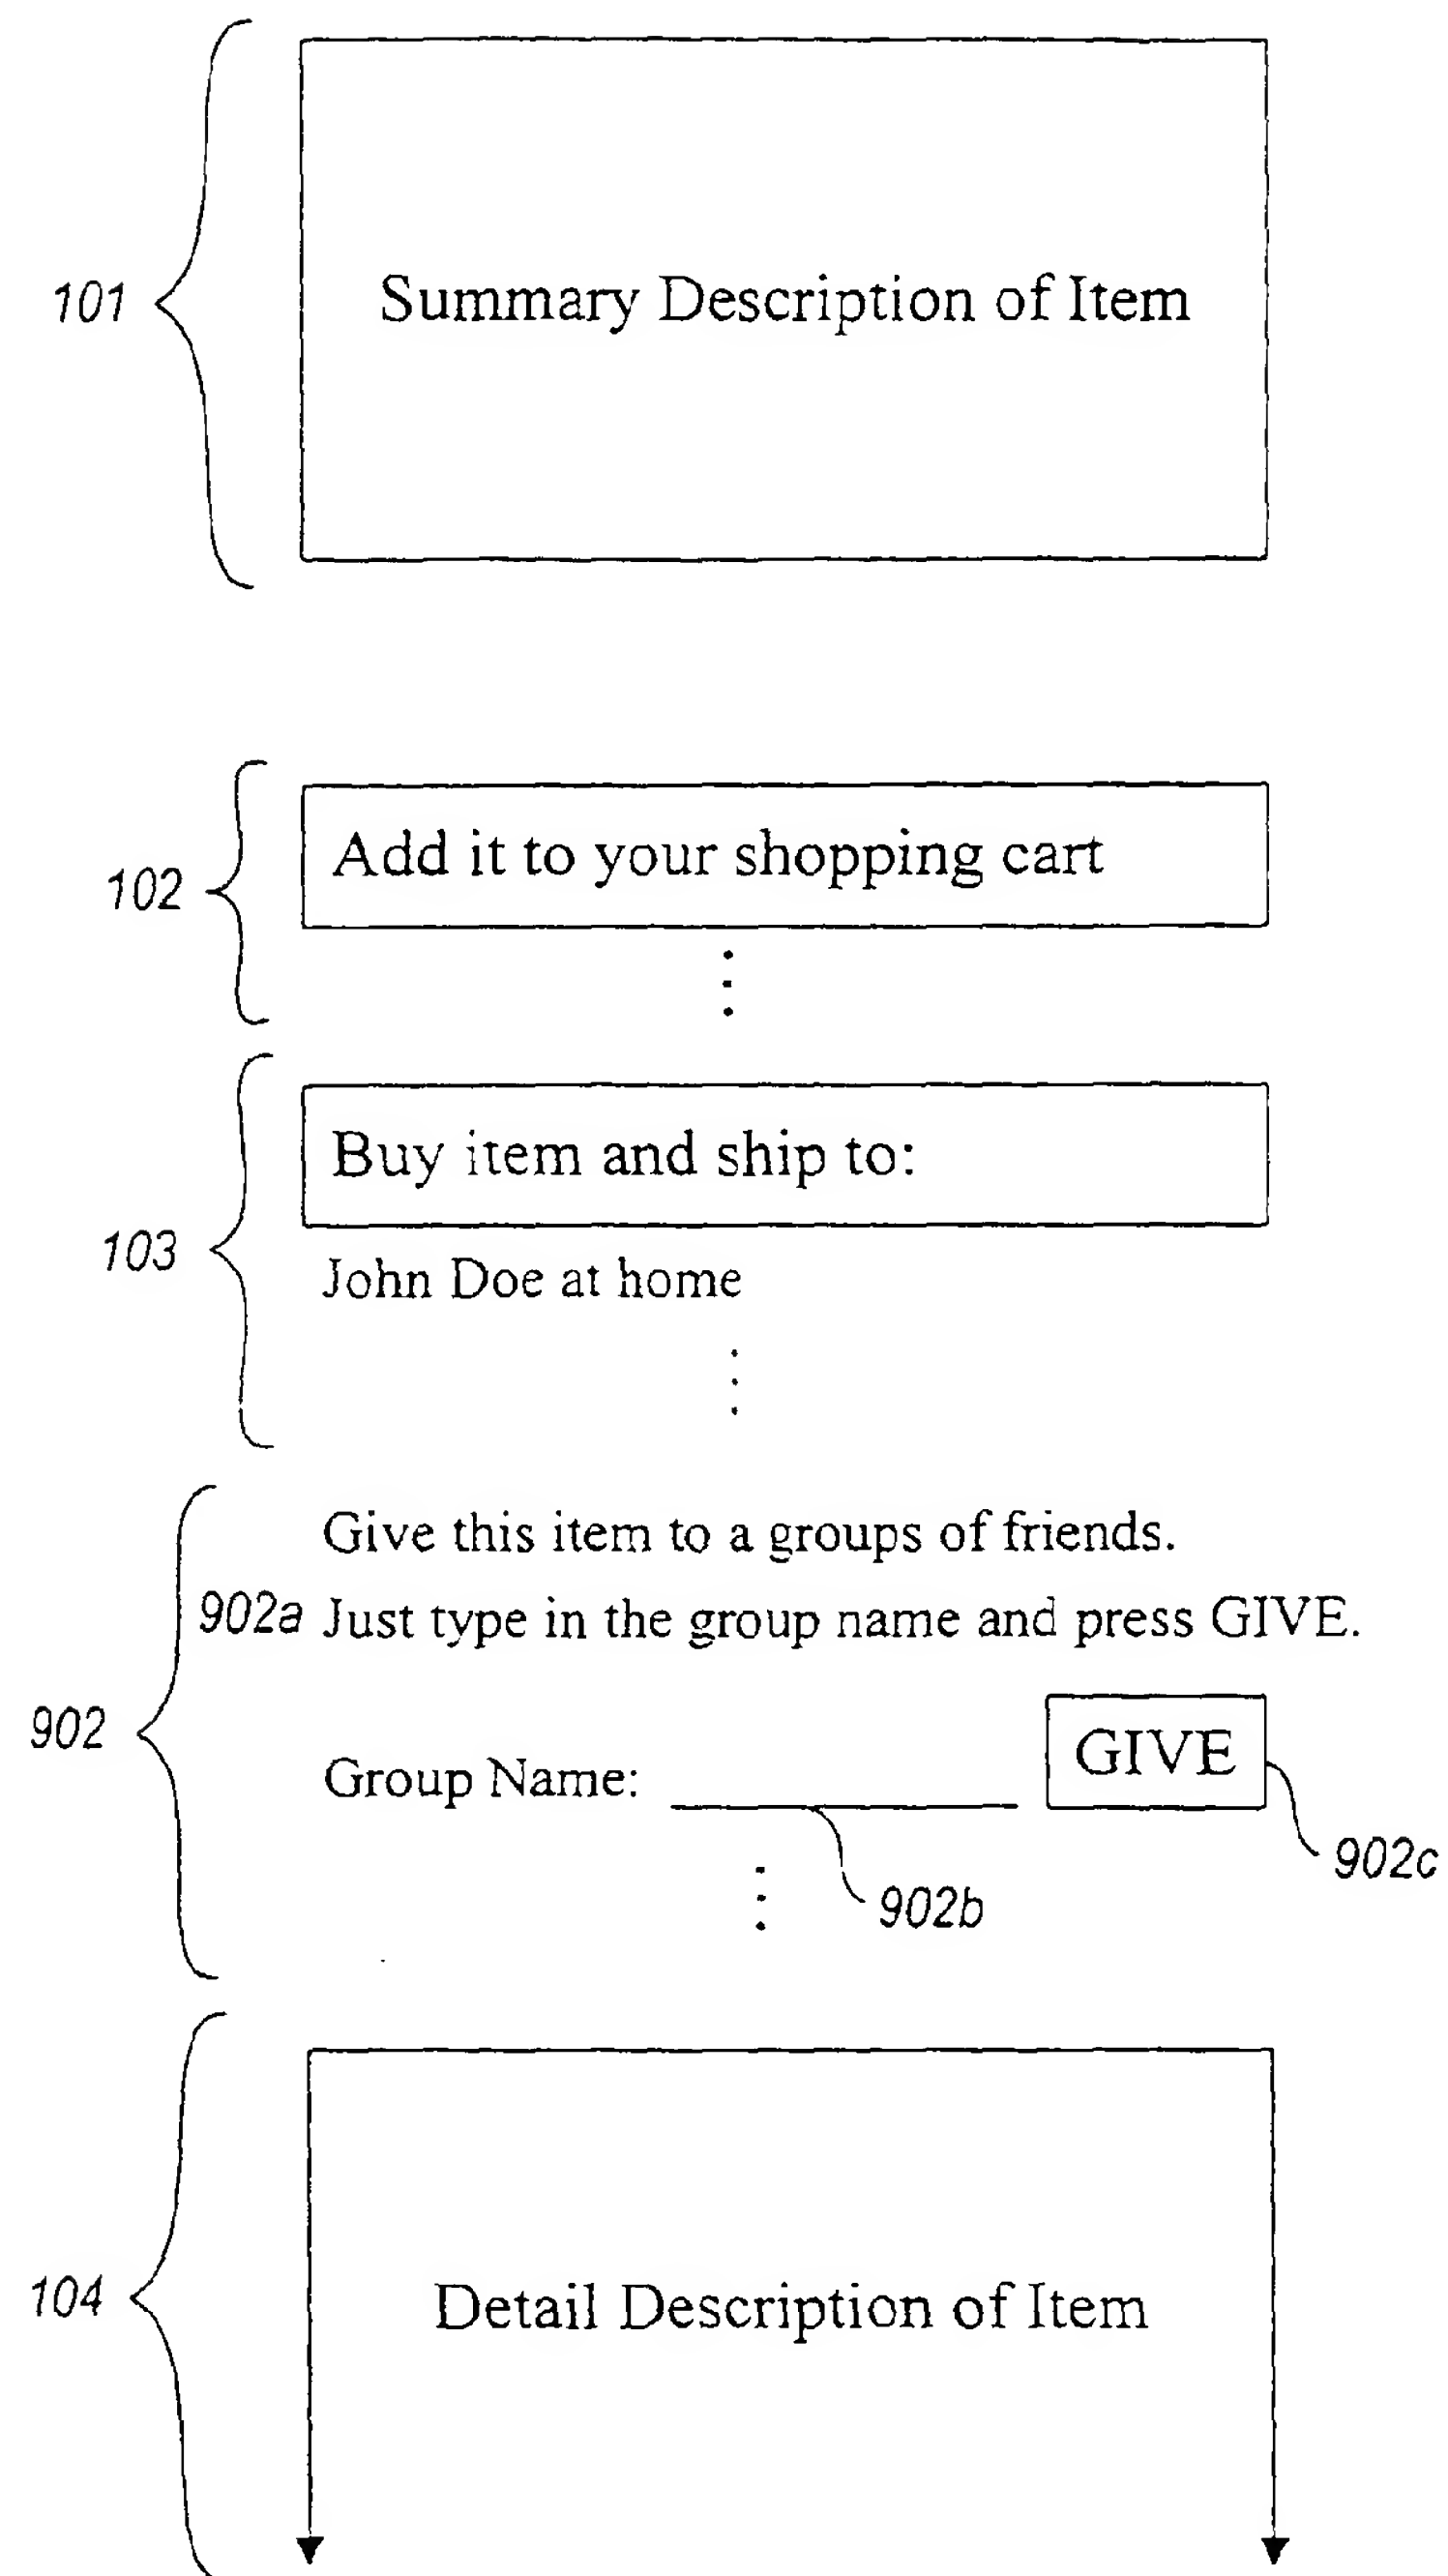 101
Summary Description of Item
102
Add it to your shopping cart
103
Buy item and ship to:
John Doe at home
902
Give this item to a groups of friends.
902a Just type in the group name and press GIVE.
Group Name:
GIVE
902c
902b
104
Detail Description of Item